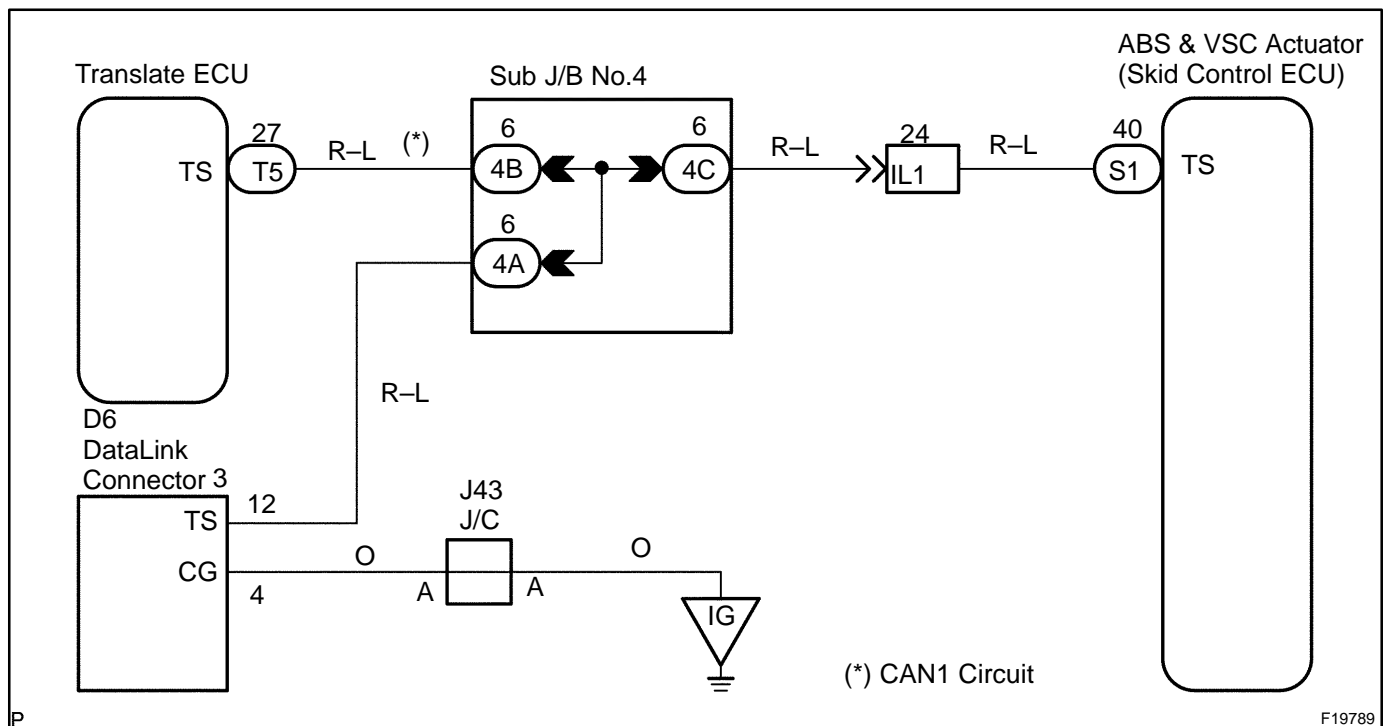 ABS & VSC Actuator
(Skid Control ECU)
Translate ECU
Sub J/B No.4
27
R–L
(*)
6
6
R–L
24
R–L
40
TS
T5
4B
4C
IL1
S1
TS
6
4A
R–L
D6
DataLink
Connector 3
12
TS
J43
J/C
O
O
CG
4
A
A
IG
(*) CAN1 Circuit
P
F19789